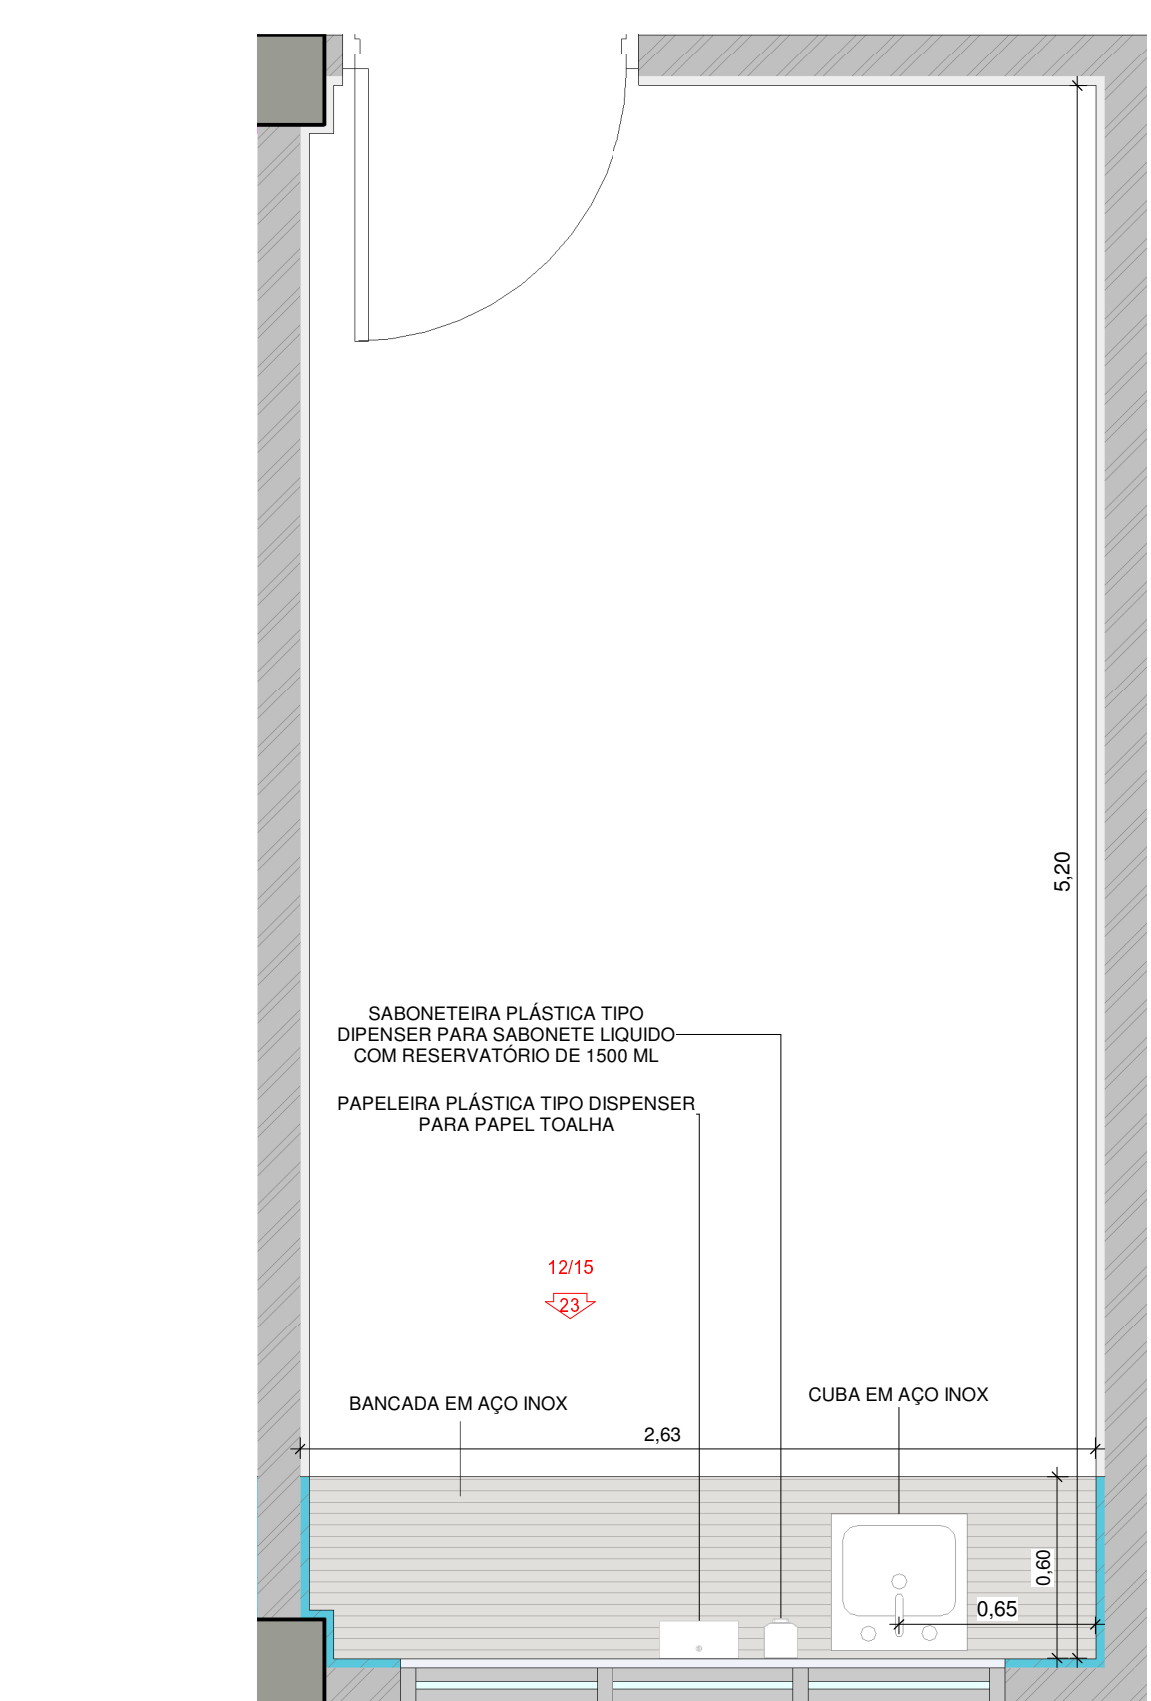 5,20
SABONETEIRA PLÁSTICA TIPO
DIPENSER PARA SABONETE LIQUIDO
COM RESERVATÓRIO DE 1500 ML
PAPELEIRA PLÁSTICA TIPO DISPENSER
PARA PAPEL TOALHA
12/15
23
CUBA EM AÇO INOX
BANCADA EM AÇO INOX
2,63
0,60
0,65